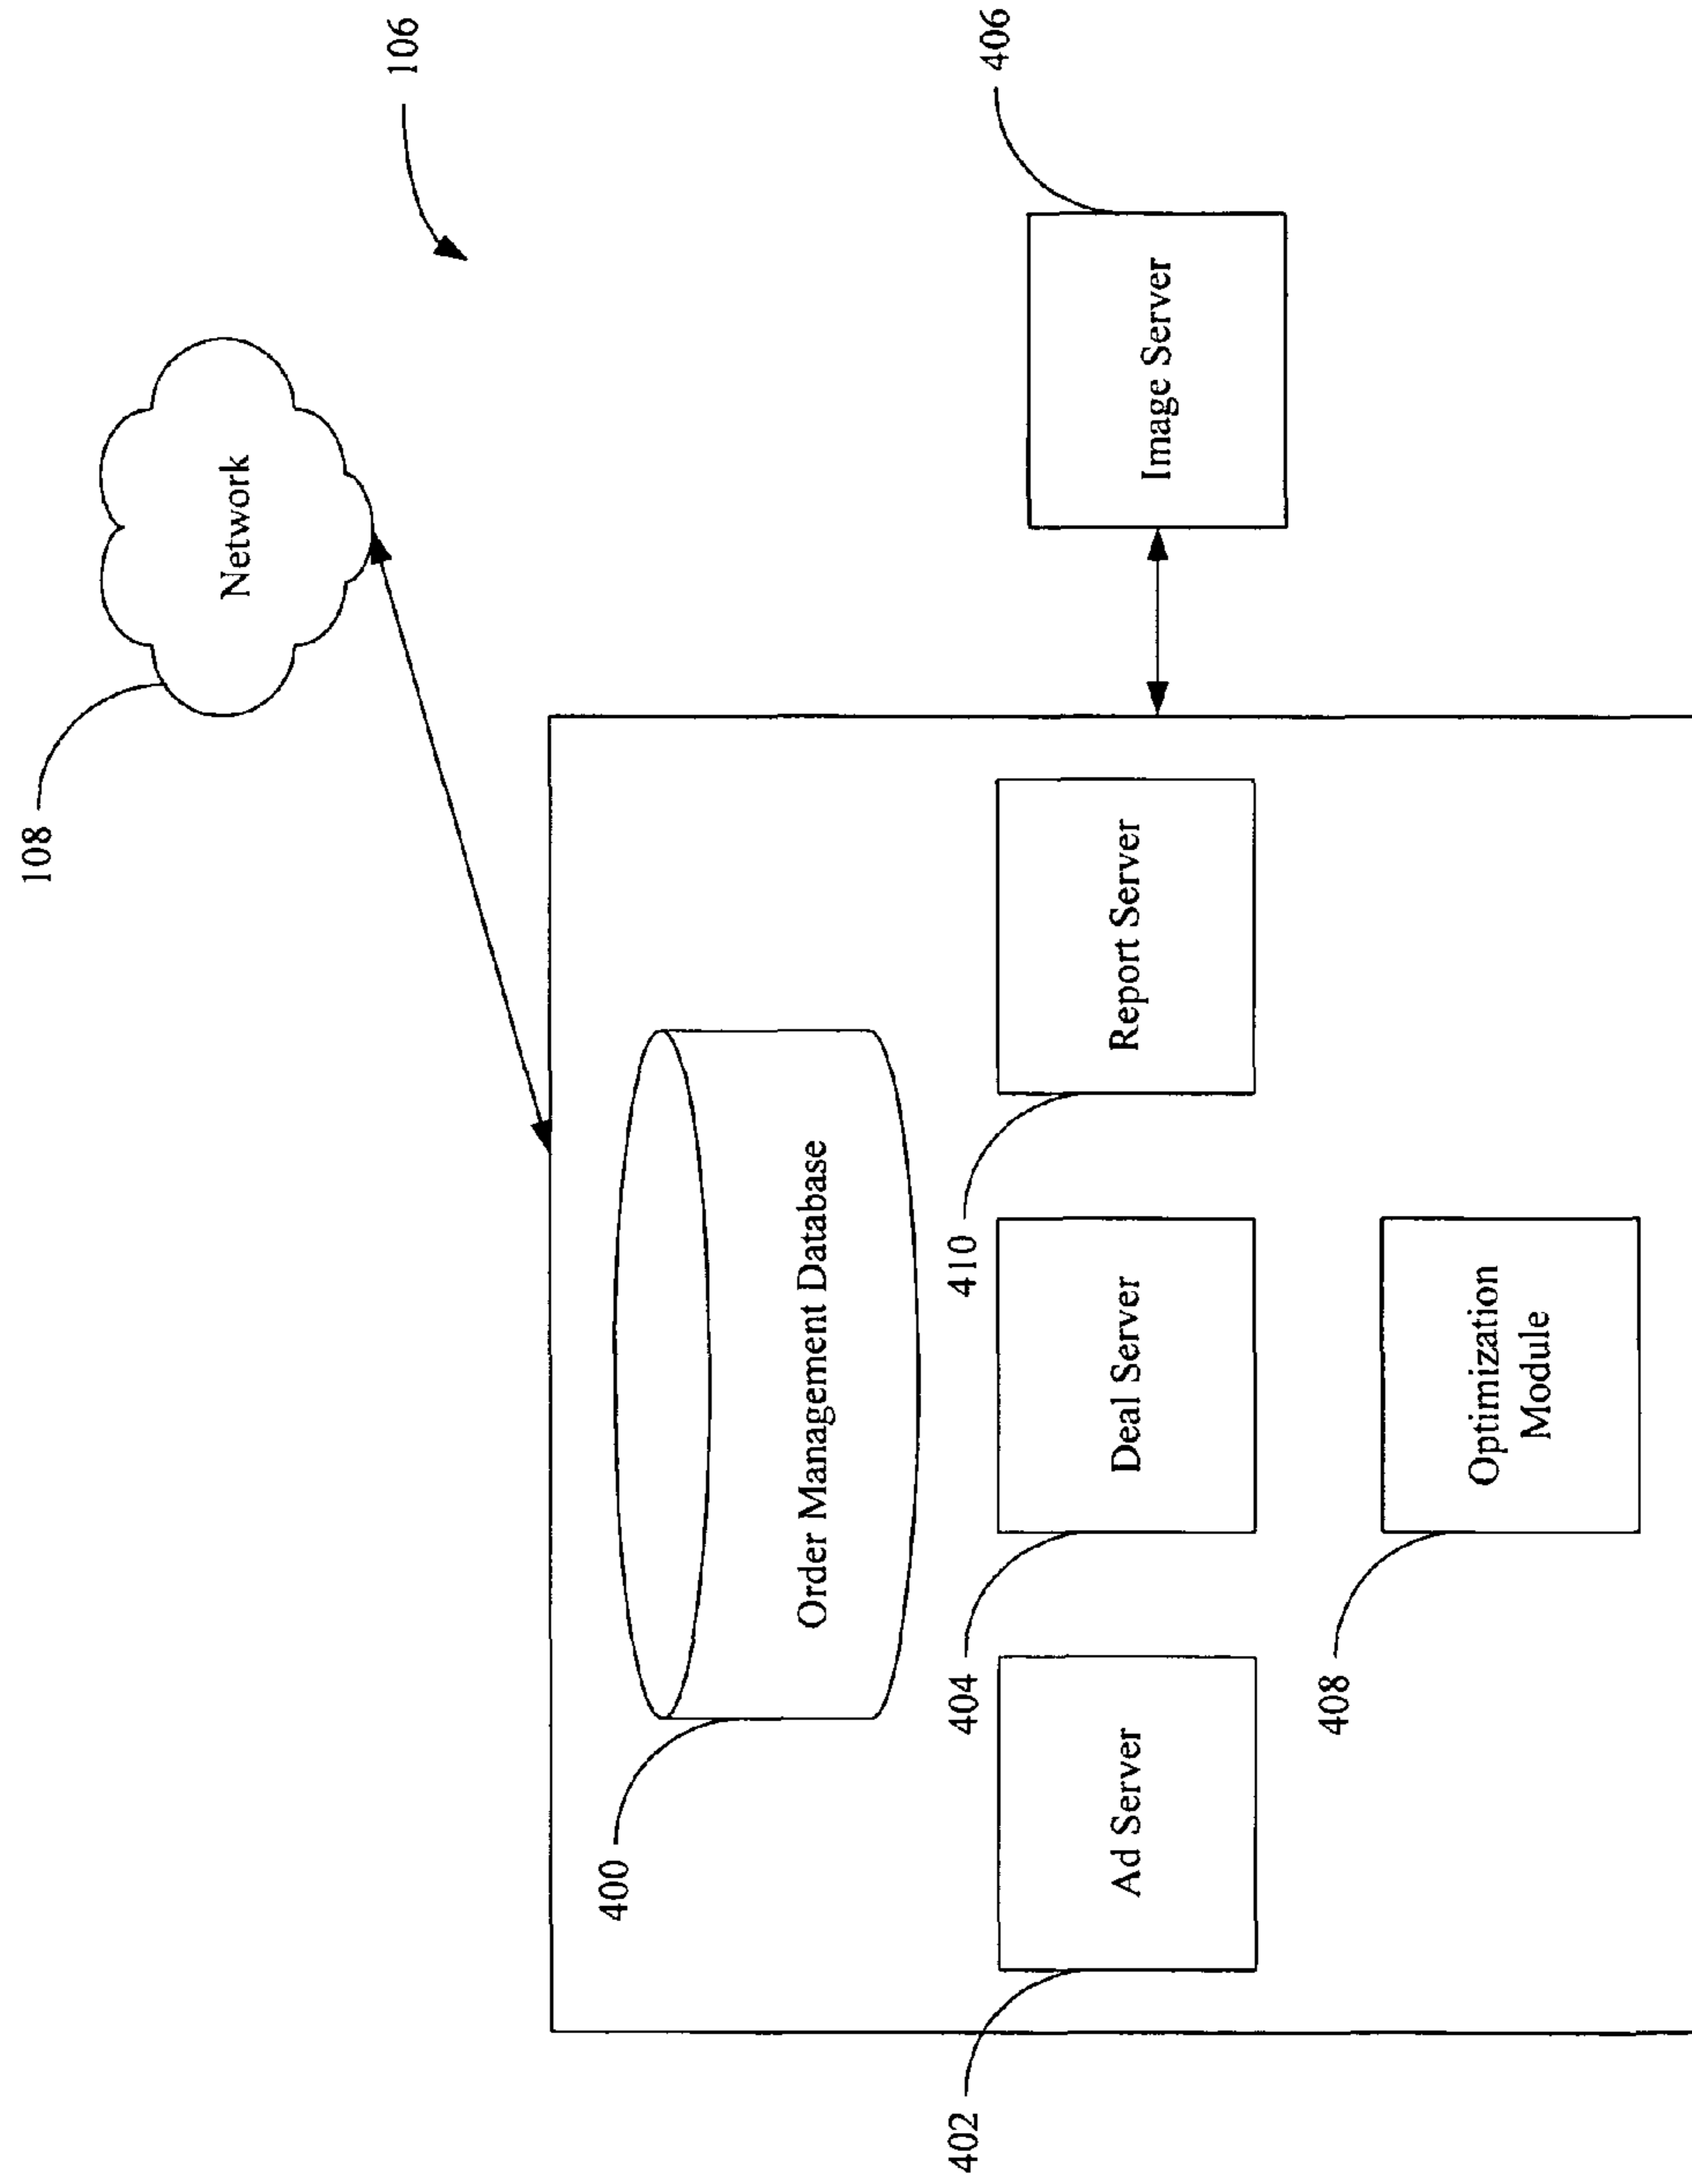 108
Network
106
400
Order Management Database
402
Ad Server
404
Deal Server
410
Report Server
406
Image Server
408
Optimization
Module